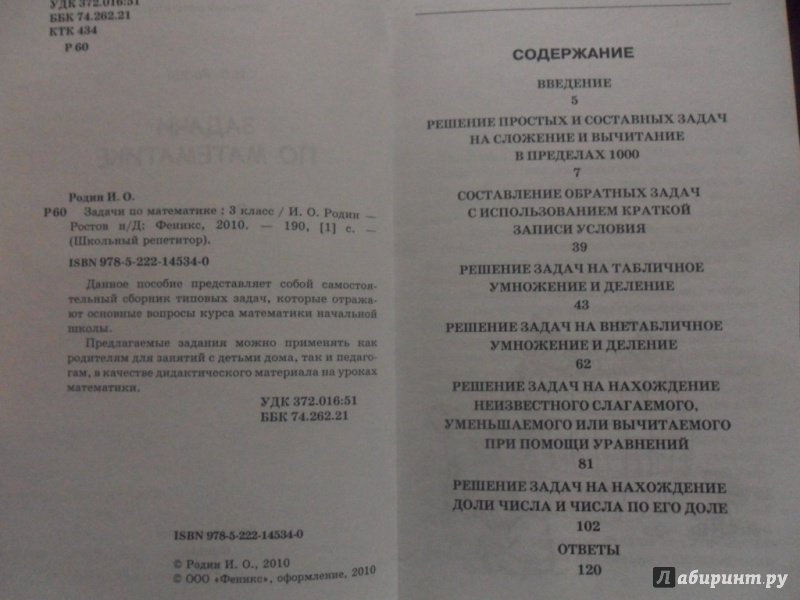 УДК 372.016:51
ББК 74.262.21
КТК 434
Р 60
ЗАДАЧИ
ПО МАТЕМАТИКЕ
Родин И. О.
Р60 Задачи по математике : 3 класс / И. О. Родин —
Ростов н/Д: Феникс, 2010. — 190, [1] с. —
(Школьный репетитор).
ISBN 978-5-222-14534-0
Данное пособие представляет собой самостоя-
тельный сборник типовых задач, которые отража-
ют основные вопросы курса математики начальной
школы.
Предлагаемые задания можно применять как
родителям для занятий с детьми дома, так и педаго-
гам, в качестве дидактического материала на уроках
математики.
УДК 372.016:51
ББК 74.262.21
ISBN 978-5-222-14534-0
© Родин И. О., 2010
© ООО «Феникс», оформление, 2010
СОДЕРЖАНИЕ
ВВЕДЕНИЕ
5
РЕШЕНИЕ ПРОСТЫХ И СОСТАВНЫХ ЗАДАЧ
НА СЛОЖЕНИЕ И ВЫЧИТАНИЕ
В ПРЕДЕЛАХ 1000
7
СОСТАВЛЕНИЕ ОБРАТНЫХ ЗАДАЧ
С ИСПОЛЬЗОВАНИЕМ КРАТКОЙ
ЗАПИСИ УСЛОВИЯ
39
РЕШЕНИЕ ЗАДАЧ НА ТАБЛИЧНОЕ
УМНОЖЕНИЕ И ДЕЛЕНИЕ
43
РЕШЕНИЕ ЗАДАЧ НА ВНЕТАБЛИЧНОЕ
УМНОЖЕНИЕ И ДЕЛЕНИЕ
62
РЕШЕНИЕ ЗАДАЧ НА НАХОЖДЕНИЕ
НЕИЗВЕСТНОГО СЛАГАЕМОГО,
УМЕНЬШАЕМОГО ИЛИ ВЫЧИТАЕМОГО
ПРИ ПОМОЩИ УРАВНЕНИЙ
81
РЕШЕНИЕ ЗАДАЧ НА НАХОЖДЕНИЕ
ДОЛИ ЧИСЛА И ЧИСЛА ПО ЕГО ДОЛЕ
102
ОТВЕТЫ
120
лабиринт.ру